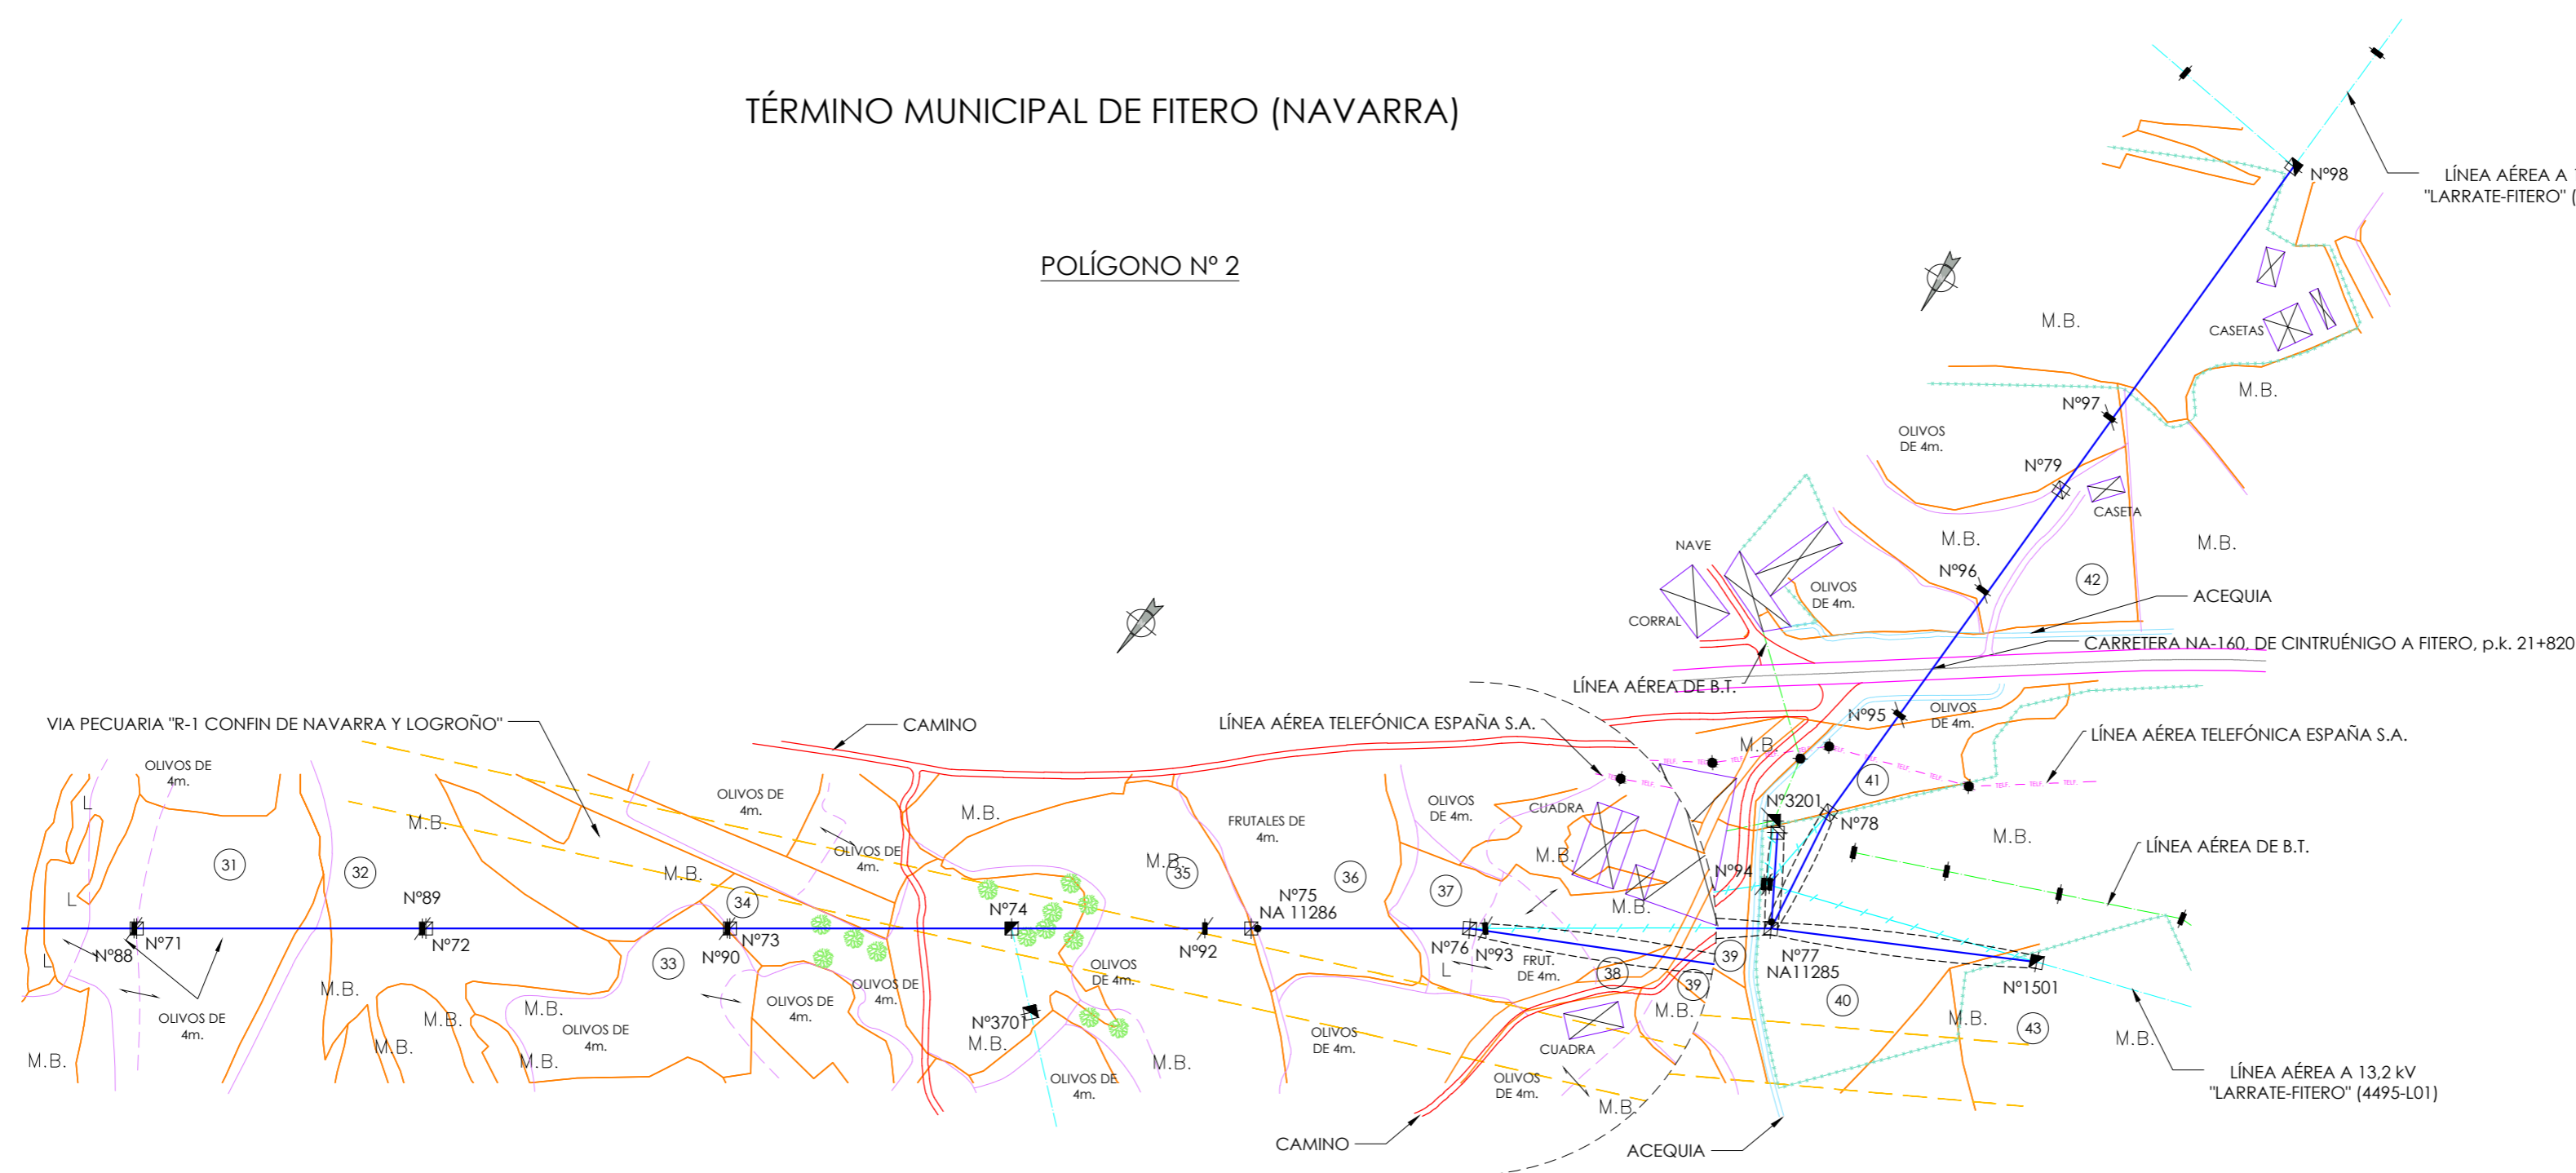 TÉRMINO MUNICIPAL DE FITERO (NAVARRA)
POLÍGONO Nº 2
Nº98
LÍNEA AÉREA A
"LARRATE-FITERO" (
CASETAS
M.B.
M.B.
Nº97
OLIVOS
DE 4m.
Nº79
CASETA
M.B.
M.B.
NAVE
Nº96
42
OLIVOS
DE 4m.
ACEQUIA
CORRAL
CARRETERA NA-160, DE CINTRUÉNIGO A FITERO, p.k. 21+820
LÍNEA AÉREA DE B.T.
VIA PECUARIA "R-1 CONFIN DE NAVARRA Y LOGROÑO"
CAMINO
LÍNEA AÉREA TELEFÓNICA ESPAÑA S.A.
Nº95
OLIVOS
DE 4m.
LÍNEA AÉREA TELEFÓNICA ESPAÑA S.A.
M.B.
TELF.
TELF.
TELF.
TELF.
TELF.
TELF.
OLIVOS DE
4m.
L
OLIVOS DE
4m.
M.B.
OLIVOS
DE 4m.
CUADRA
41
Nº3201
Nº78
M.B.
LÍNEA AÉREA DE B.T.
M.B.
FRUTALES DE
4m.
OLIVOS DE
4m.
M.B.
35
36
M.B.
31
32
M.B.
34
37
Nº94
L
Nº89
Nº74
Nº75
NA 11286
M.B.
Nº88
Nº71
Nº72
Nº90
Nº73
Nº92
Nº76
Nº93
Nº77
NA11285
L
33
OLIVOS
DE 4m.
L
FRUT.
DE 4m.
38
39
39
40
Nº1501
M.B.
OLIVOS DE
4m.
OLIVOS DE
4m.
M.B.
M.B.
OLIVOS DE
4m.
OLIVOS DE
4m.
Nº3701
M.B.
OLIVOS
DE 4m.
M.B.
M.B.
43
M.B.
M.B.
M.B.
M.B.
CUADRA
M.B.
OLIVOS DE
4m.
OLIVOS
DE 4m.
M.B.
LÍNEA AÉREA A 13,2 kV
"LARRATE-FITERO" (4495-L01)
CAMINO
ACEQUIA